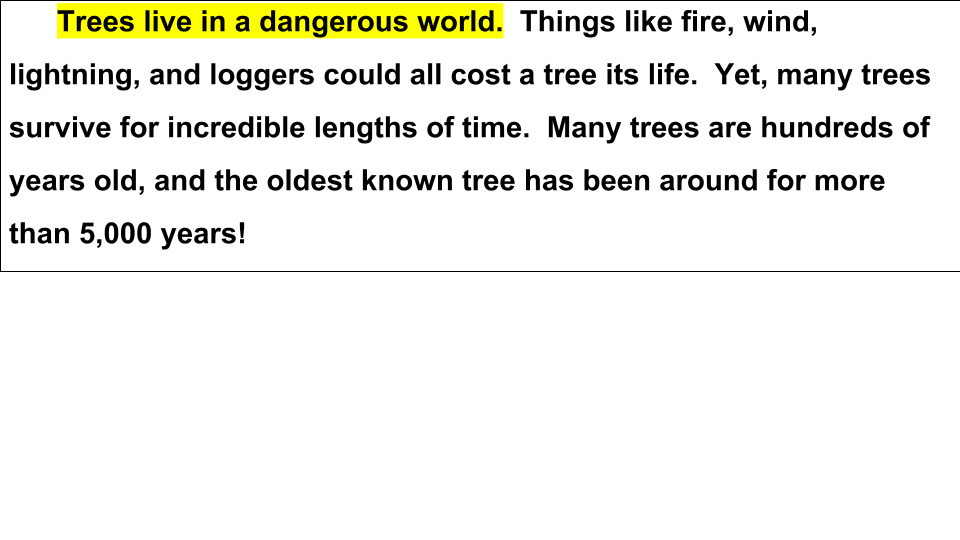 Trees live in a dangerous world.  Things like fire, wind,
lightning, and loggers could all cost a tree its life.  Yet, many trees
survive for incredible lengths of time.  Many trees are hundreds of
years old, and the oldest known tree has been around for more
than 5,000 years!